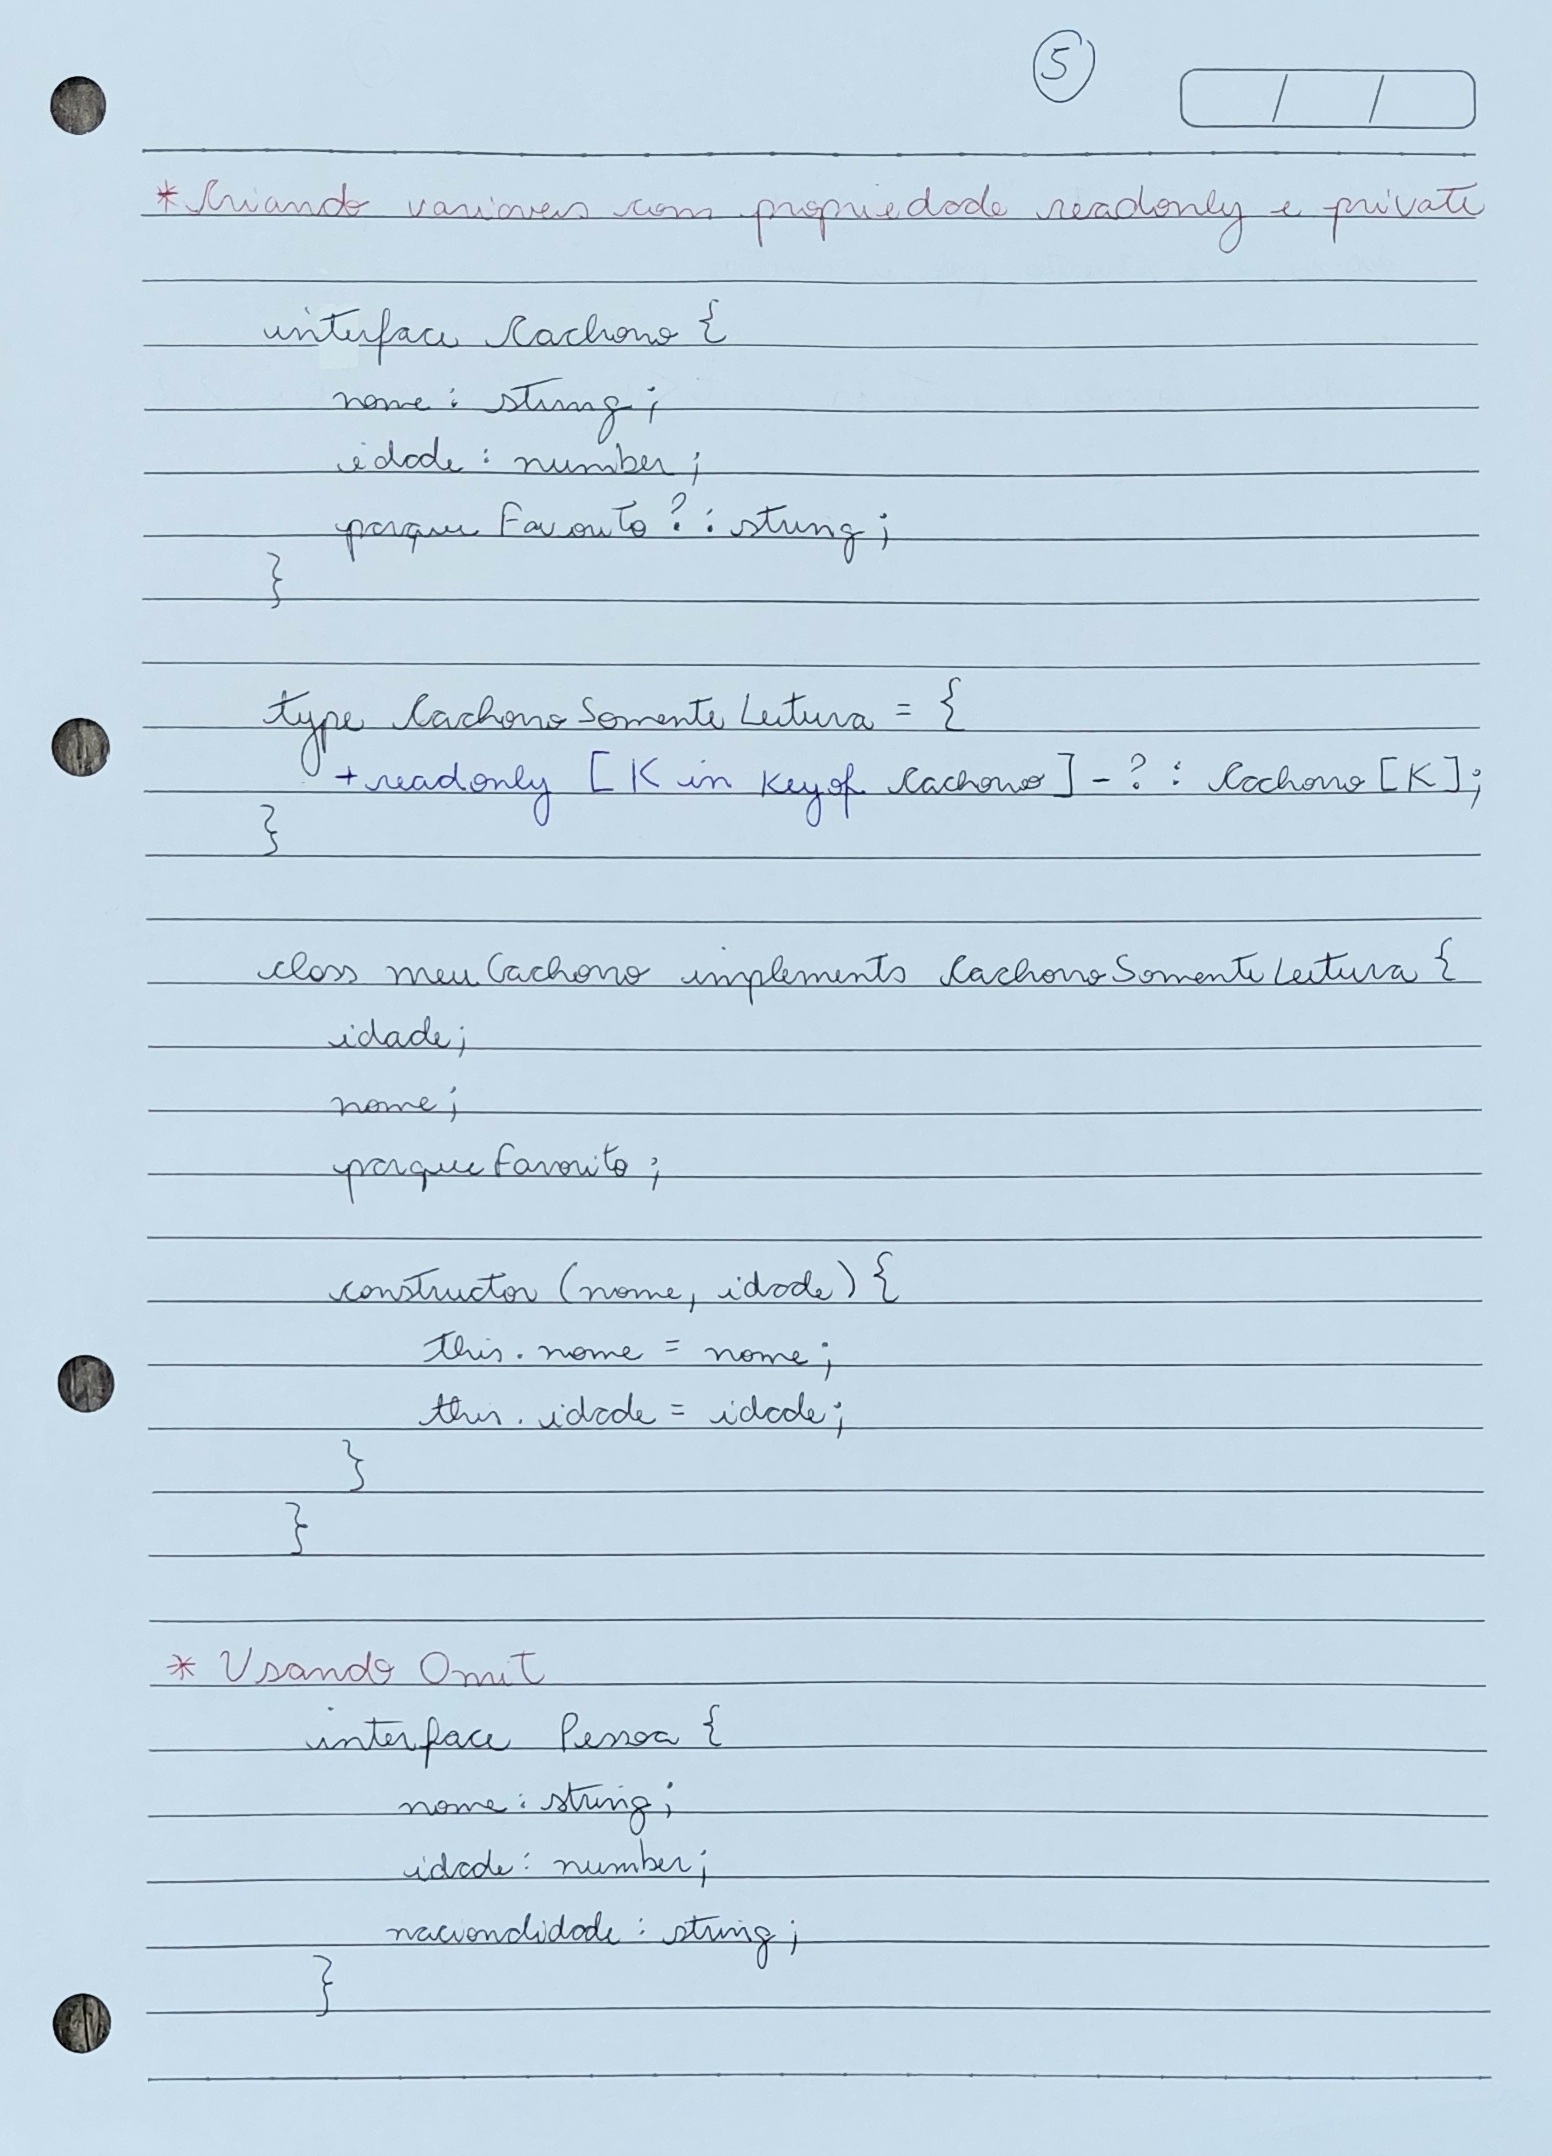 5
/ /
* Criando variaveis com propriedade readonly e private
interface Cachorro {
nome : string ;
idade : number ;
parqueFavorito ? : string ;
}
type CachorroSomenteLeitura = {
+ readonly [ K in keyof Cachorro ] - ? : Cachorro [ K ] ;
}
class meuCachorro implements CachorroSomenteLeitura {
idade ;
nome ;
parqueFavorito ;
constructor (nome, idade) {
this . nome = nome ;
this . idade = idade ;
}
}
* Usando Omit
interface Pessoa {
nome : string ;
idade : number ;
nacionalidade : string ;
}